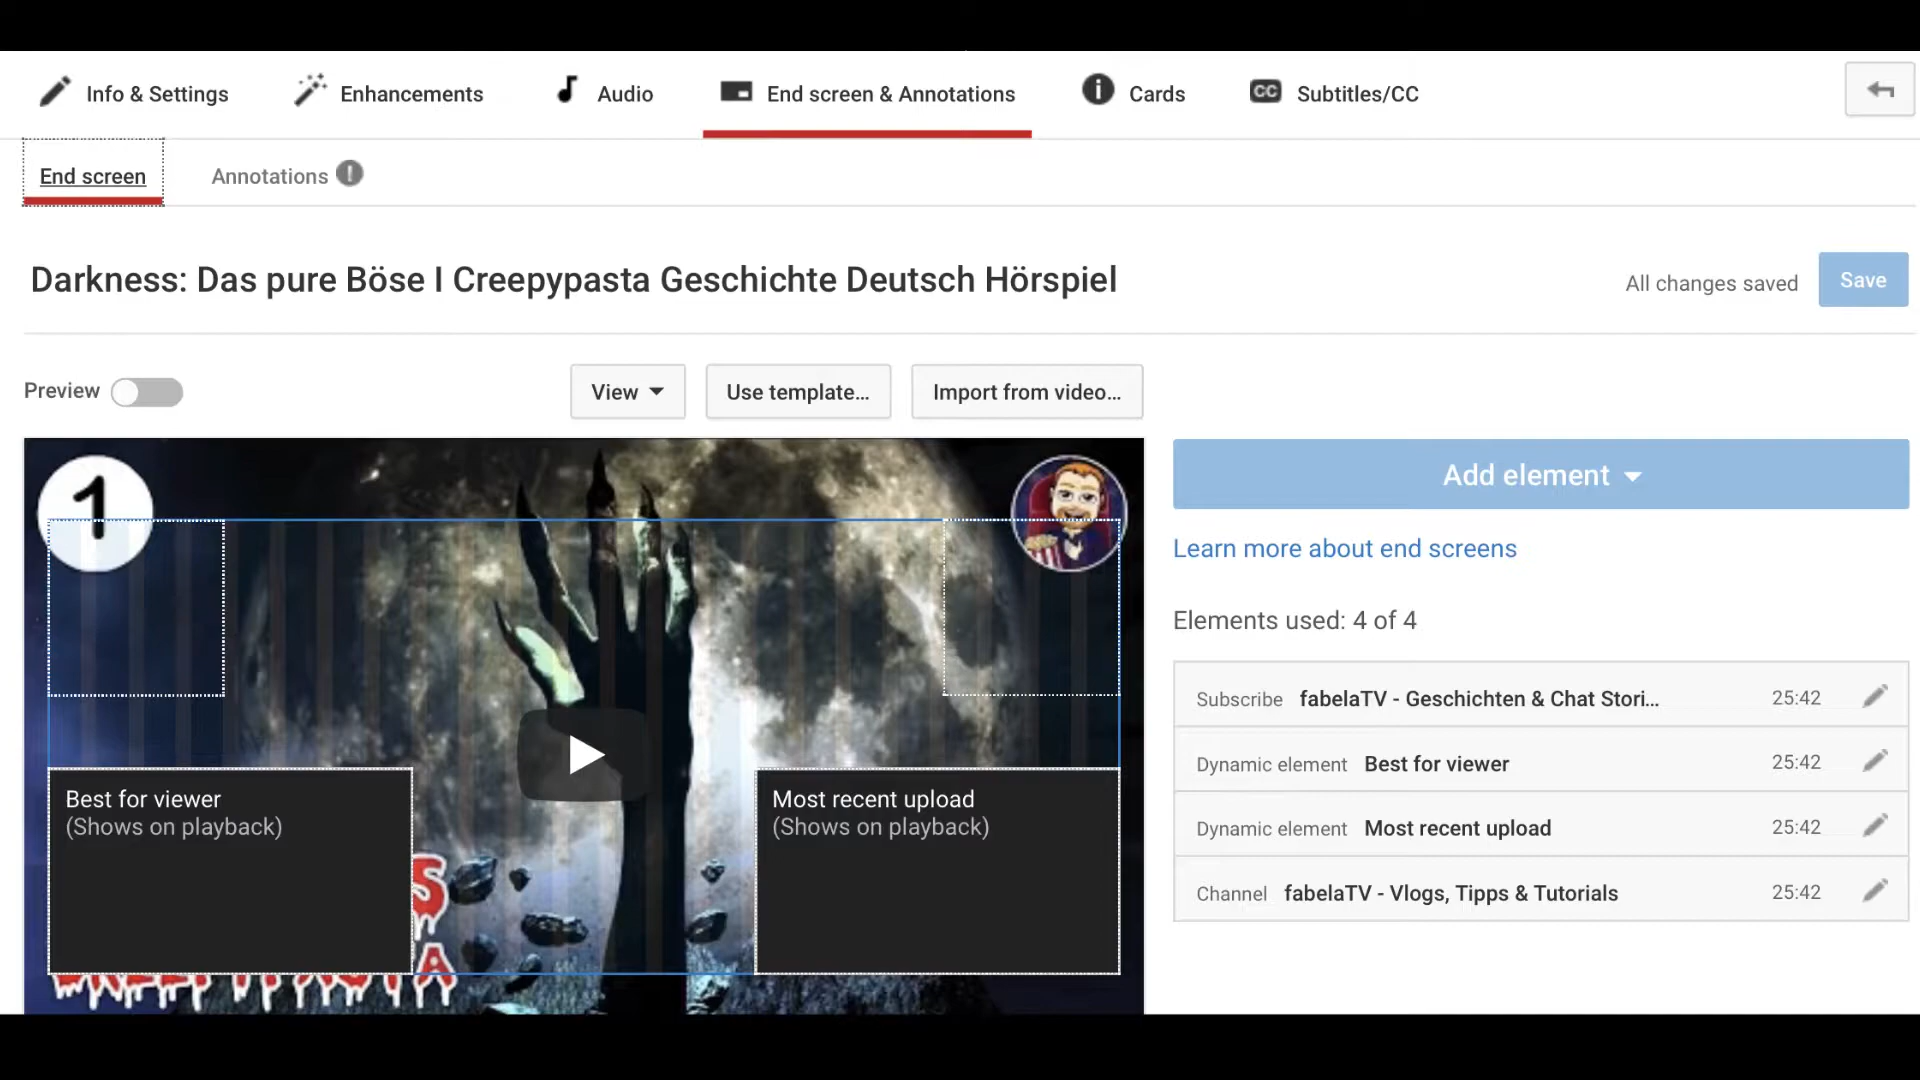 Info & Settings
Enhancements
Audio
End screen & Annotations
Cards
CC
Subtitles/CC
End screen
Annotations
Darkness: Das pure Böse I Creepypasta Geschichte Deutsch Hörspiel
All changes saved
Save
Preview
View
Use template...
Import from video...
1
Best for viewer
(Shows on playback)
Most recent upload
(Shows on playback)
Add element
Learn more about end screens
Elements used: 4 of 4
Subscribe fabelaTV - Geschichten & Chat Stori... 25:42
Dynamic element Best for viewer 25:42
Dynamic element Most recent upload 25:42
Channel fabelaTV - Vlogs, Tipps & Tutorials 25:42